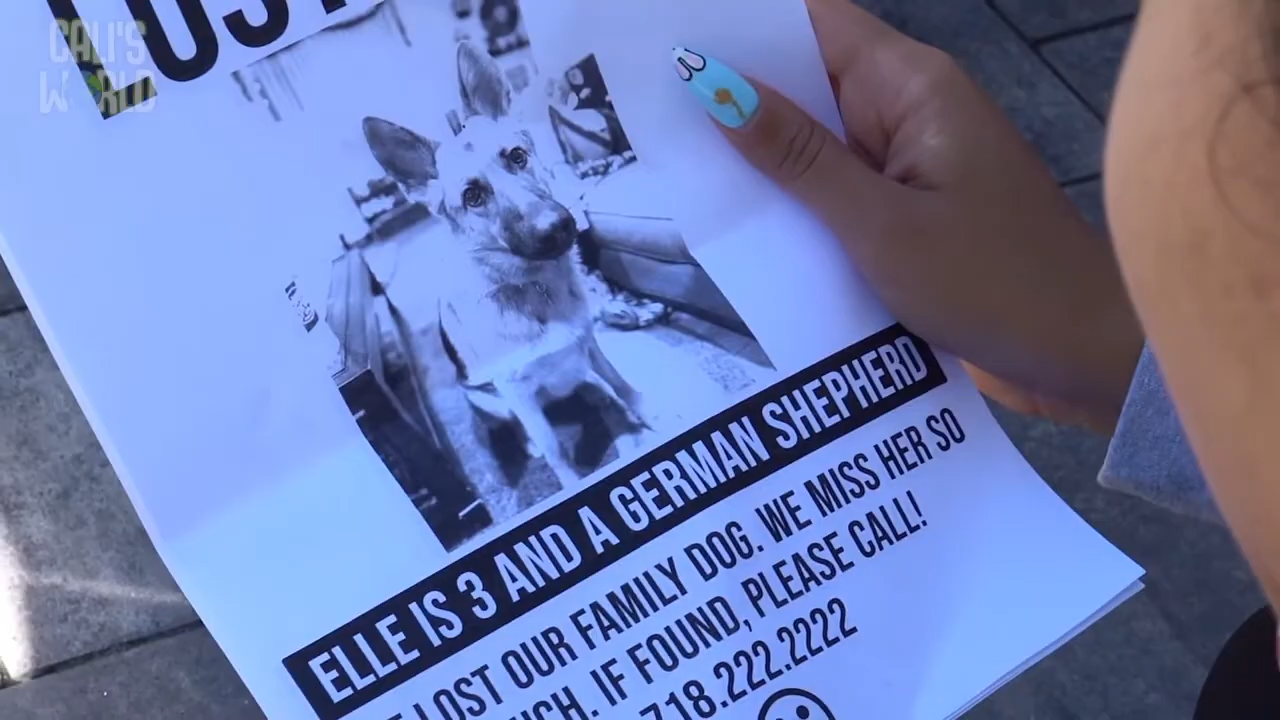 CALI'S
WORLD
LOST
ELLE IS 3 AND A GERMAN SHEPHERD
LOST OUR FAMILY DOG. WE MISS HER SO
IF FOUND, PLEASE CALL!
718.222.2222